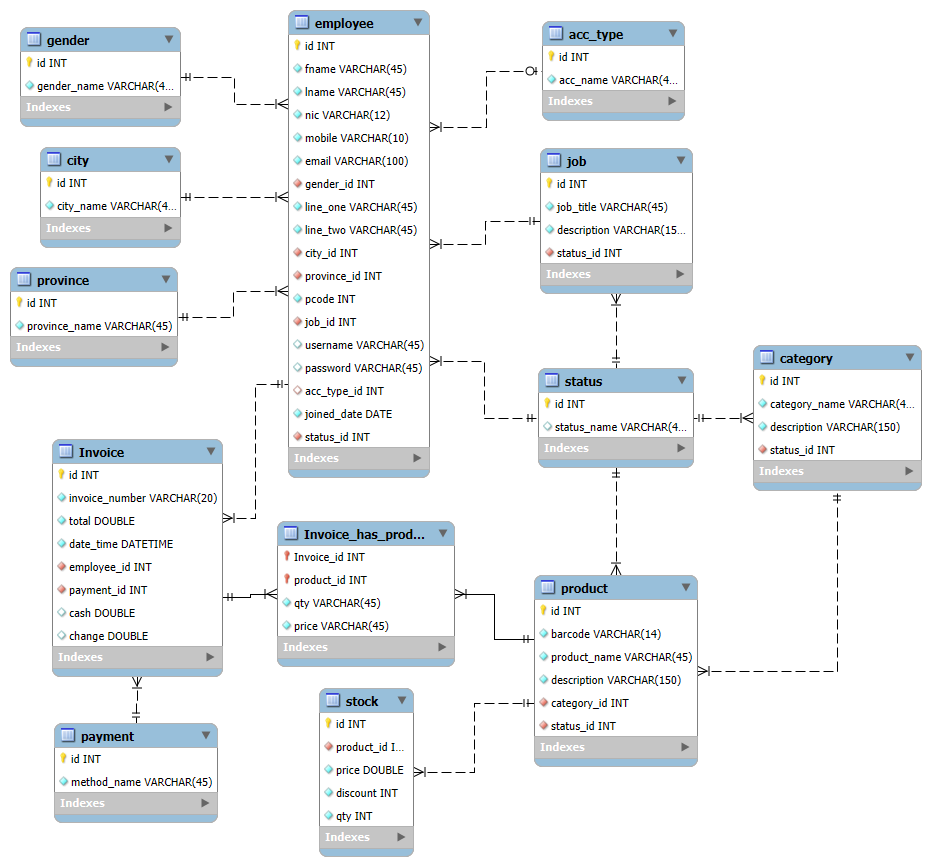 gender
id INT
gender_name VARCHAR(4...
Indexes
city
id INT
city_name VARCHAR(4...
Indexes
province
id INT
province_name VARCHAR(45)
Indexes
employee
id INT
fname VARCHAR(45)
lname VARCHAR(45)
nic VARCHAR(12)
mobile VARCHAR(10)
email VARCHAR(100)
gender_id INT
line_one VARCHAR(45)
line_two VARCHAR(45)
city_id INT
province_id INT
pcode INT
job_id INT
username VARCHAR(45)
password VARCHAR(45)
acc_type_id INT
joined_date DATE
status_id INT
Indexes
acc_type
id INT
acc_name VARCHAR(4...
Indexes
job
id INT
job_title VARCHAR(45)
description VARCHAR(15...
status_id INT
Indexes
status
id INT
status_name VARCHAR(4...
Indexes
category
id INT
category_name VARCHAR(4...
description VARCHAR(150)
status_id INT
Indexes
Invoice
id INT
invoice_number VARCHAR(20)
total DOUBLE
date_time DATETIME
employee_id INT
payment_id INT
cash DOUBLE
change DOUBLE
Indexes
Invoice_has_prod...
Invoice_id INT
product_id INT
qty VARCHAR(45)
price VARCHAR(45)
Indexes
product
id INT
barcode VARCHAR(14)
product_name VARCHAR(45)
description VARCHAR(150)
category_id INT
status_id INT
Indexes
payment
id INT
method_name VARCHAR(45)
Indexes
stock
id INT
product_id I...
price DOUBLE
discount INT
qty INT
Indexes